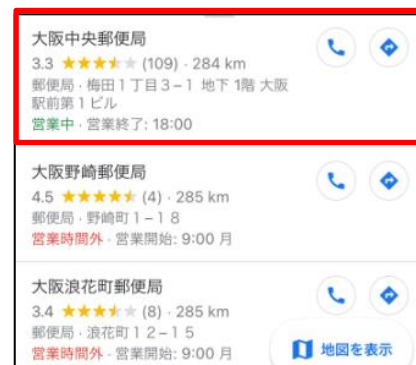 大阪中央郵便局
3.3 ★★★★★ (109) · 284 km
郵便局 · 梅田1丁目3−1 地下 1階 大阪
駅前第1ビル
営業中 · 営業終了: 18:00
大阪野崎郵便局
4.5 ★★★★★ (4) · 285 km
郵便局 · 野崎町1−18
営業時間外 · 営業開始: 9:00 月
大阪浪花町郵便局
3.4 ★★★★★ (8) · 285 km
郵便局 · 浪花町12−15
営業時間外 · 営業開始: 9:00 月
地図を表示